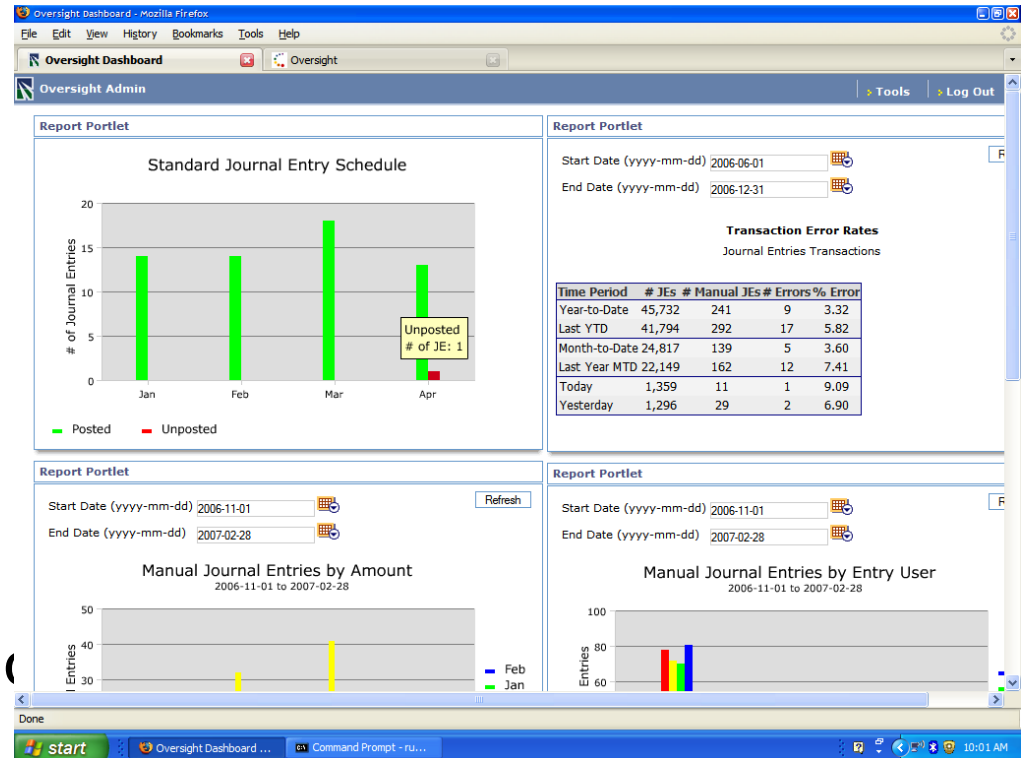 Oversight Dashboard - Mozilla Firefox
File Edit View History Bookmarks Tools Help
Oversight Dashboard Oversight
Oversight Admin Tools Log Out
Report Portlet
Standard Journal Entry Schedule
# of Journal Entries
20
15
10
5
0
Unposted
# of JE: 1
Jan Feb Mar Apr
Posted Unposted
Report Portlet
Start Date (yyyy-mm-dd) 2006-06-01
End Date (yyyy-mm-dd) 2006-12-31
Transaction Error Rates
Journal Entries Transactions
Time Period # JEs # Manual JEs # Errors % Error
Year-to-Date 45,732 241 9 3.32
Last YTD 41,794 292 17 5.82
Month-to-Date 24,817 139 5 3.60
Last Year MTD 22,149 162 12 7.41
Today 1,359 11 1 9.09
Yesterday 1,296 29 2 6.90
Report Portlet
Start Date (yyyy-mm-dd) 2006-11-01 Refresh
End Date (yyyy-mm-dd) 2007-02-28
Manual Journal Entries by Amount
2006-11-01 to 2007-02-28
50
40
30
Entries
Feb
Jan
Report Portlet
Start Date (yyyy-mm-dd) 2006-11-01
End Date (yyyy-mm-dd) 2007-02-28
Manual Journal Entries by Entry User
2006-11-01 to 2007-02-28
100
80
60
Entries
Done
start Oversight Dashboard ... Command Prompt - ru... 10:01 AM